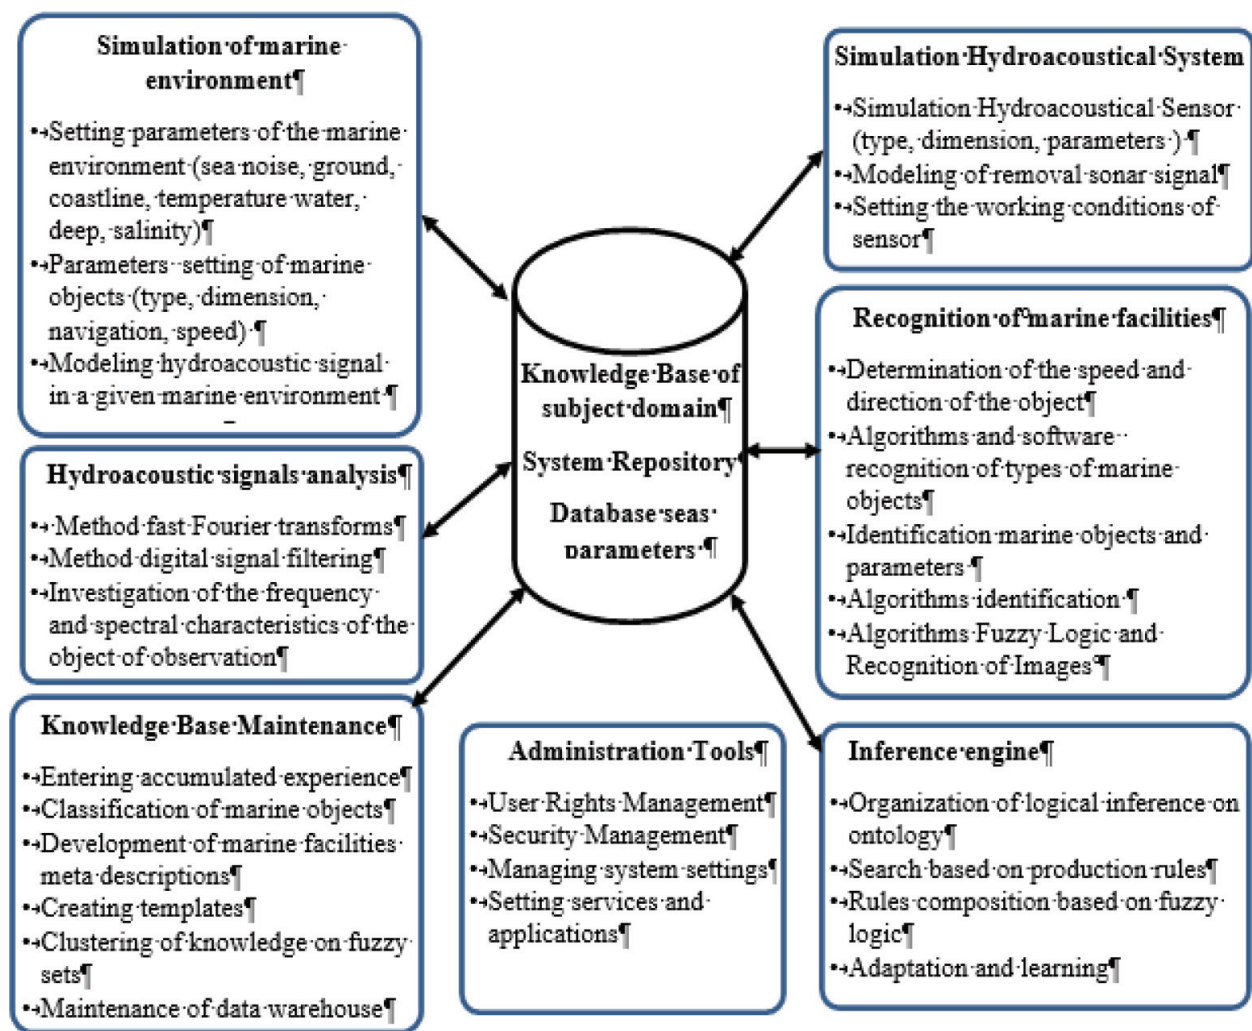 Simulation of marine
environment¶
•→Setting parameters of the marine
environment (sea noise, ground,
coastline, temperature water,
deep, salinity)¶
•→Parameters setting of marine
objects (type, dimension,
navigation, speed) ¶
•→Modeling hydroacoustic signal
in a given marine environment ¶
Hydroacoustic signals analysis¶
•→ Method fast Fourier transforms¶
•→Method digital signal filtering¶
•→Investigation of the frequency
and spectral characteristics of the
object of observation¶
Knowledge Base Maintenance¶
•→Entering accumulated experience¶
•→Classification of marine objects¶
•→Development of marine facilities
meta descriptions¶
•→Creating templates¶
•→Clustering of knowledge on fuzzy
sets¶
•→Maintenance of data warehouse¶
Knowledge Base of
subject domain¶
System Repository¶
Database seas
parameters ¶
Administration Tools¶
•→User Rights Management¶
•→Security Management¶
•→Managing system settings¶
•→Setting services and
applications¶
Simulation Hydroacoustical System
•→Simulation Hydroacoustical Sensor
(type, dimension, parameters ) ¶
•→Modeling of removal sonar signal¶
•→Setting the working conditions of
sensor¶
Recognition of marine facilities¶
•→Determination of the speed and
direction of the object¶
•→Algorithms and software
recognition of types of marine
objects¶
•→Identification marine objects and
parameters ¶
•→Algorithms identification ¶
•→Algorithms Fuzzy Logic and
Recognition of Images ¶
Inference engine¶
•→Organization of logical inference on
ontology¶
•→Search based on production rules¶
•→Rules composition based on fuzzy
logic¶
•→Adaptation and learning¶